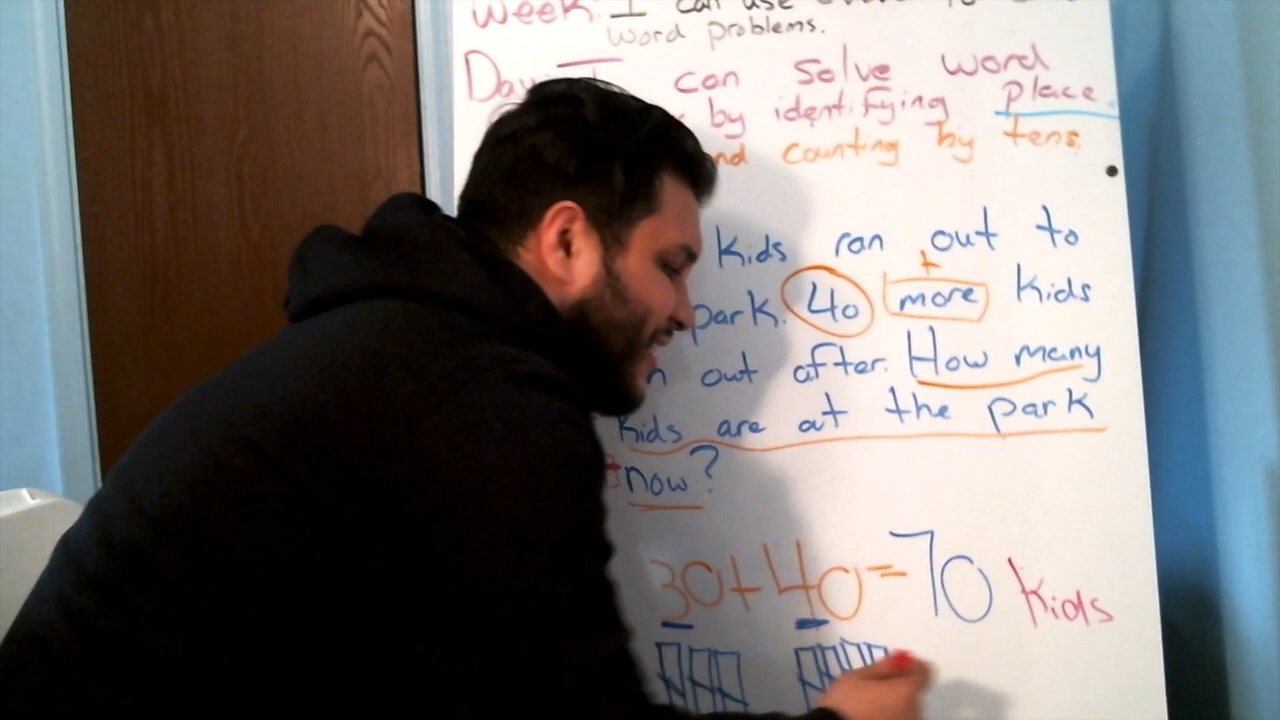 Week: I can use
word problems.
Day: I can solve word
by identifying place
and counting by tens.
Kids ran out to
+
park. 40 more Kids
out after. How many
Kids are at the park
now?
30+40=70 Kids